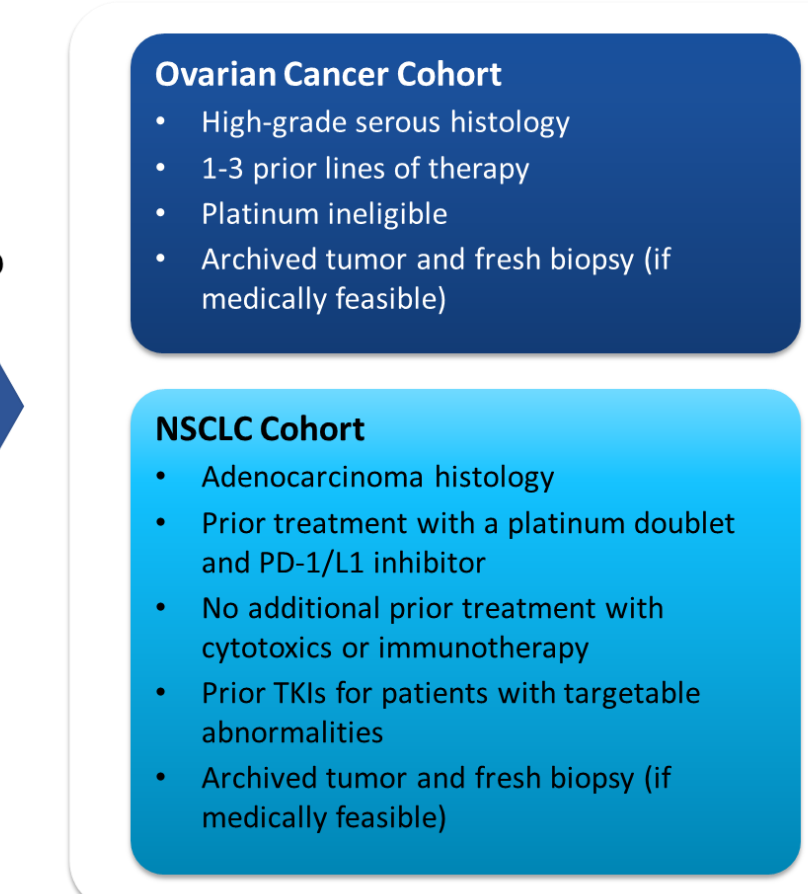 Ovarian Cancer Cohort
• High-grade serous histology
• 1-3 prior lines of therapy
• Platinum ineligible
• Archived tumor and fresh biopsy (if
medically feasible)
NSCLC Cohort
• Adenocarcinoma histology
• Prior treatment with a platinum doublet
and PD-1/L1 inhibitor
• No additional prior treatment with
cytotoxics or immunotherapy
• Prior TKIs for patients with targetable
abnormalities
• Archived tumor and fresh biopsy (if
medically feasible)